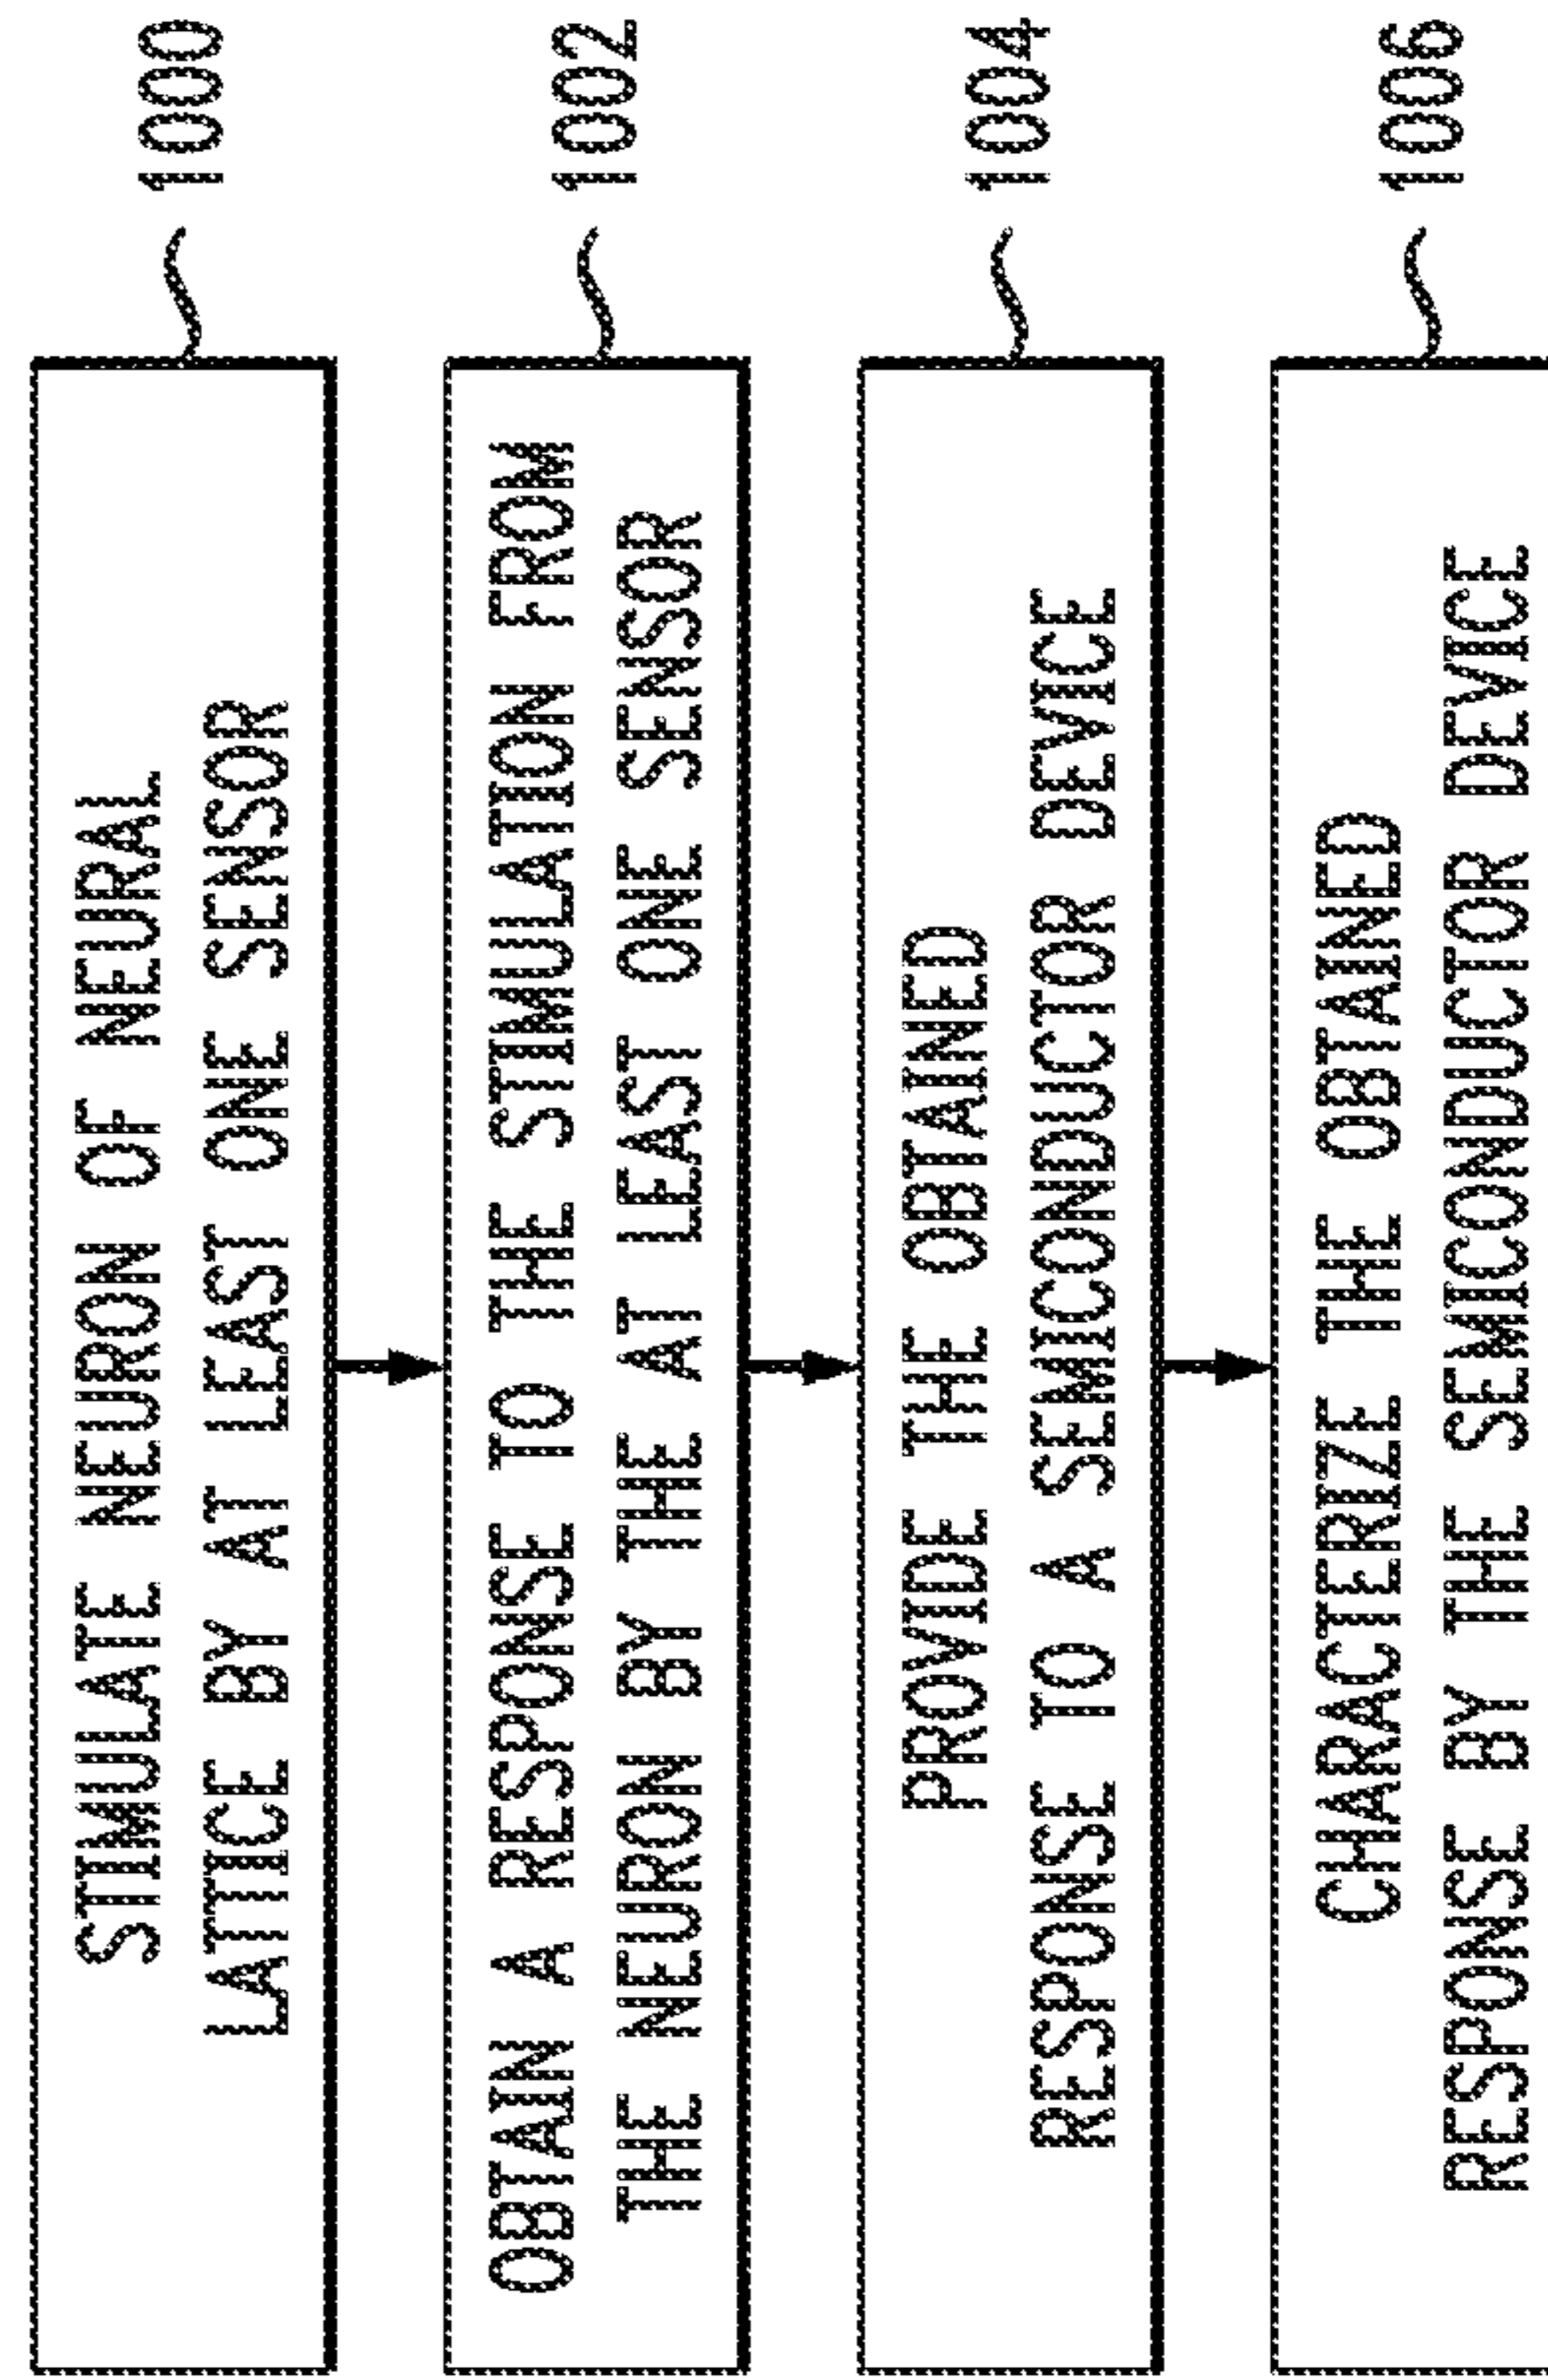 STIMULATE NEURON OF NEURAL
LATTICE BY AT LEAST ONE SENSOR
1000
OBTAIN A RESPONSE TO THE STIMULATION FROM
THE NEURON BY THE AT LEAST ONE SENSOR
1002
PROVIDE THE OBTAINED
RESPONSE TO A SEMICONDUCTOR DEVICE
1004
CHARACTERIZE THE OBTAINED
RESPONSE BY THE SEMICONDUCTOR DEVICE
1006